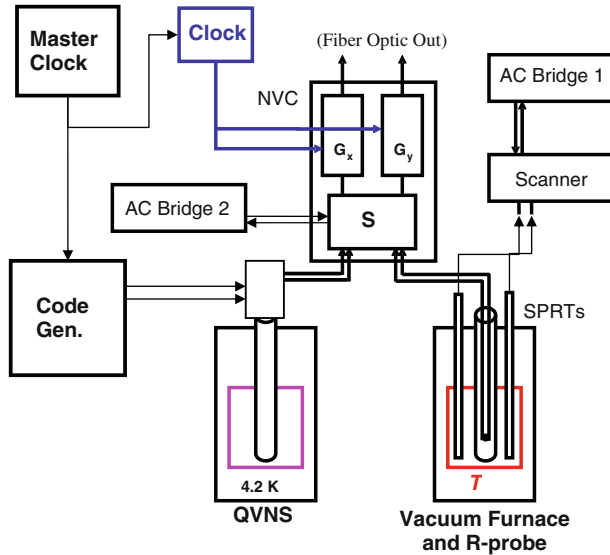 Master
Clock
Clock
(Fiber Optic Out)
NVC
AC Bridge 1
Gx
Gy
Scanner
AC Bridge 2
S
Code
Gen.
SPRTs
4.2 K
T
QVNS
Vacuum Furnace
and R-probe